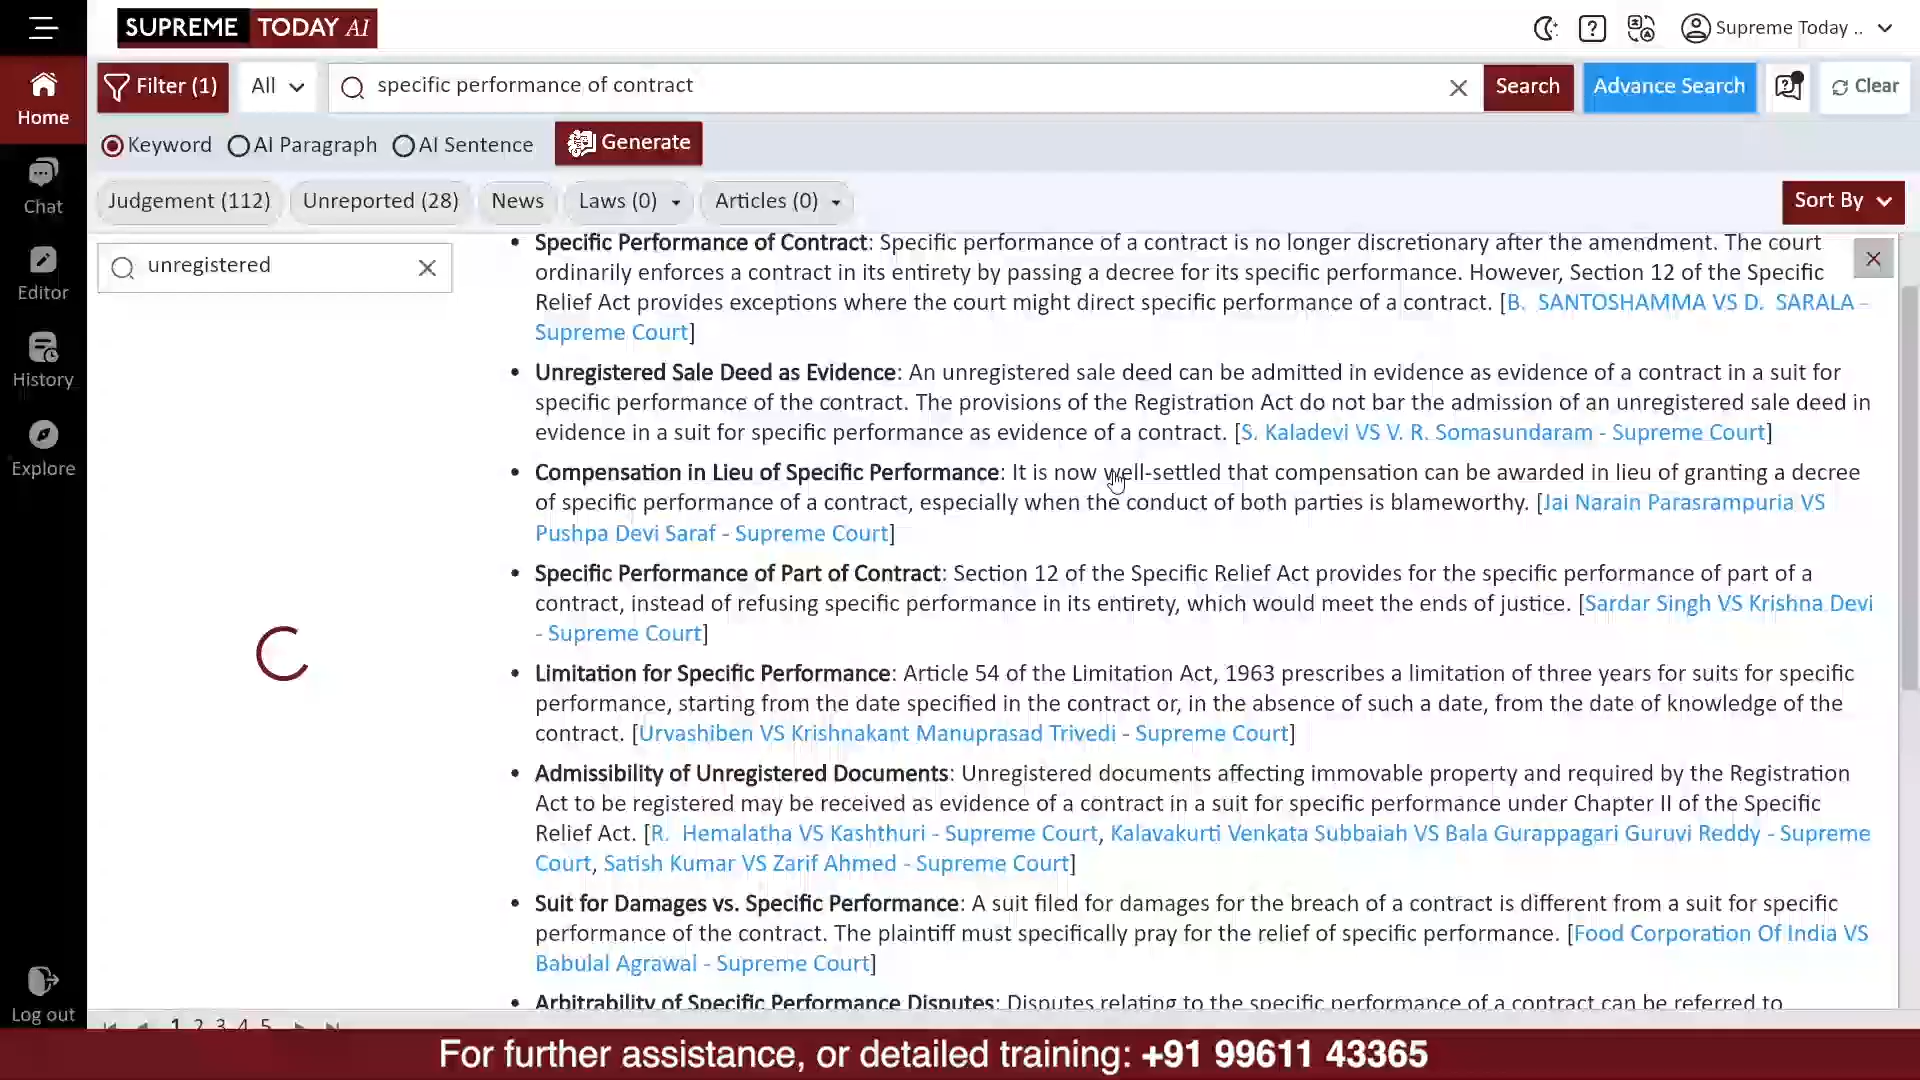 SUPREME TODAY AI
Supreme Today ..
Home
Chat
Editor
History
Explore
Log out
Filter (1)
All
specific performance of contract
Search
Advance Search
Clear
Keyword
AI Paragraph
AI Sentence
Generate
Judgement (112)
Unreported (28)
News
Laws (0)
Articles (0)
Sort By
unregistered
• Specific Performance of Contract: Specific performance of a contract is no longer discretionary after the amendment. The court
ordinarily enforces a contract in its entirety by passing a decree for its specific performance. However, Section 12 of the Specific
Relief Act provides exceptions where the court might direct specific performance of a contract. [B. SANTOSHAMMA VS D. SARALA -
Supreme Court]
• Unregistered Sale Deed as Evidence: An unregistered sale deed can be admitted in evidence as evidence of a contract in a suit for
specific performance of the contract. The provisions of the Registration Act do not bar the admission of an unregistered sale deed in
evidence in a suit for specific performance as evidence of a contract. [S. Kaladevi VS V. R. Somasundaram - Supreme Court]
• Compensation in Lieu of Specific Performance: It is now well-settled that compensation can be awarded in lieu of granting a decree
of specific performance of a contract, especially when the conduct of both parties is blameworthy. [Jai Narain Parasrampuria VS
Pushpa Devi Saraf - Supreme Court]
• Specific Performance of Part of Contract: Section 12 of the Specific Relief Act provides for the specific performance of part of a
contract, instead of refusing specific performance in its entirety, which would meet the ends of justice. [Sardar Singh VS Krishna Devi
- Supreme Court]
• Limitation for Specific Performance: Article 54 of the Limitation Act, 1963 prescribes a limitation of three years for suits for specific
performance, starting from the date specified in the contract or, in the absence of such a date, from the date of knowledge of the
contract. [Urvashiben VS Krishnakant Manuprasad Trivedi - Supreme Court]
• Admissibility of Unregistered Documents: Unregistered documents affecting immovable property and required by the Registration
Act to be registered may be received as evidence of a contract in a suit for specific performance under Chapter II of the Specific
Relief Act. [R. Hemalatha VS Kashthuri - Supreme Court, Kalavakurti Venkata Subbaiah VS Bala Gurappagari Guruvi Reddy - Supreme
Court, Satish Kumar VS Zarif Ahmed - Supreme Court]
• Suit for Damages vs. Specific Performance: A suit filed for damages for the breach of a contract is different from a suit for specific
performance of the contract. The plaintiff must specifically pray for the relief of specific performance. [Food Corporation Of India VS
Babulal Agrawal - Supreme Court]
• Arbitrability of Specific Performance Disputes: Disputes relating to the specific performance of a contract can be referred to
1 2 3 4 5
For further assistance, or detailed training: +91 99611 43365